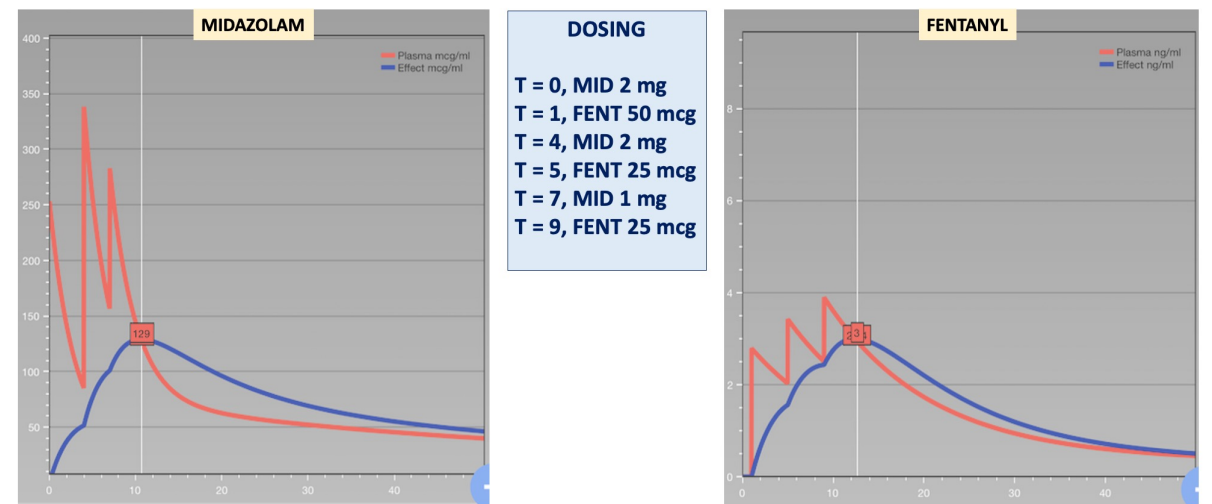 MIDAZOLAM
400
350
300
250
200
150
100
50
0
10
20
30
40
Plasma mcg/ml
Effect mcg/ml
129
DOSING
T = 0, MID 2 mg
T = 1, FENT 50 mcg
T = 4, MID 2 mg
T = 5, FENT 25 mcg
T = 7, MID 1 mg
T = 9, FENT 25 mcg
FENTANYL
Plasma ng/ml
Effect ng/ml
8
6
4
2
0
3
0
10
20
30
40